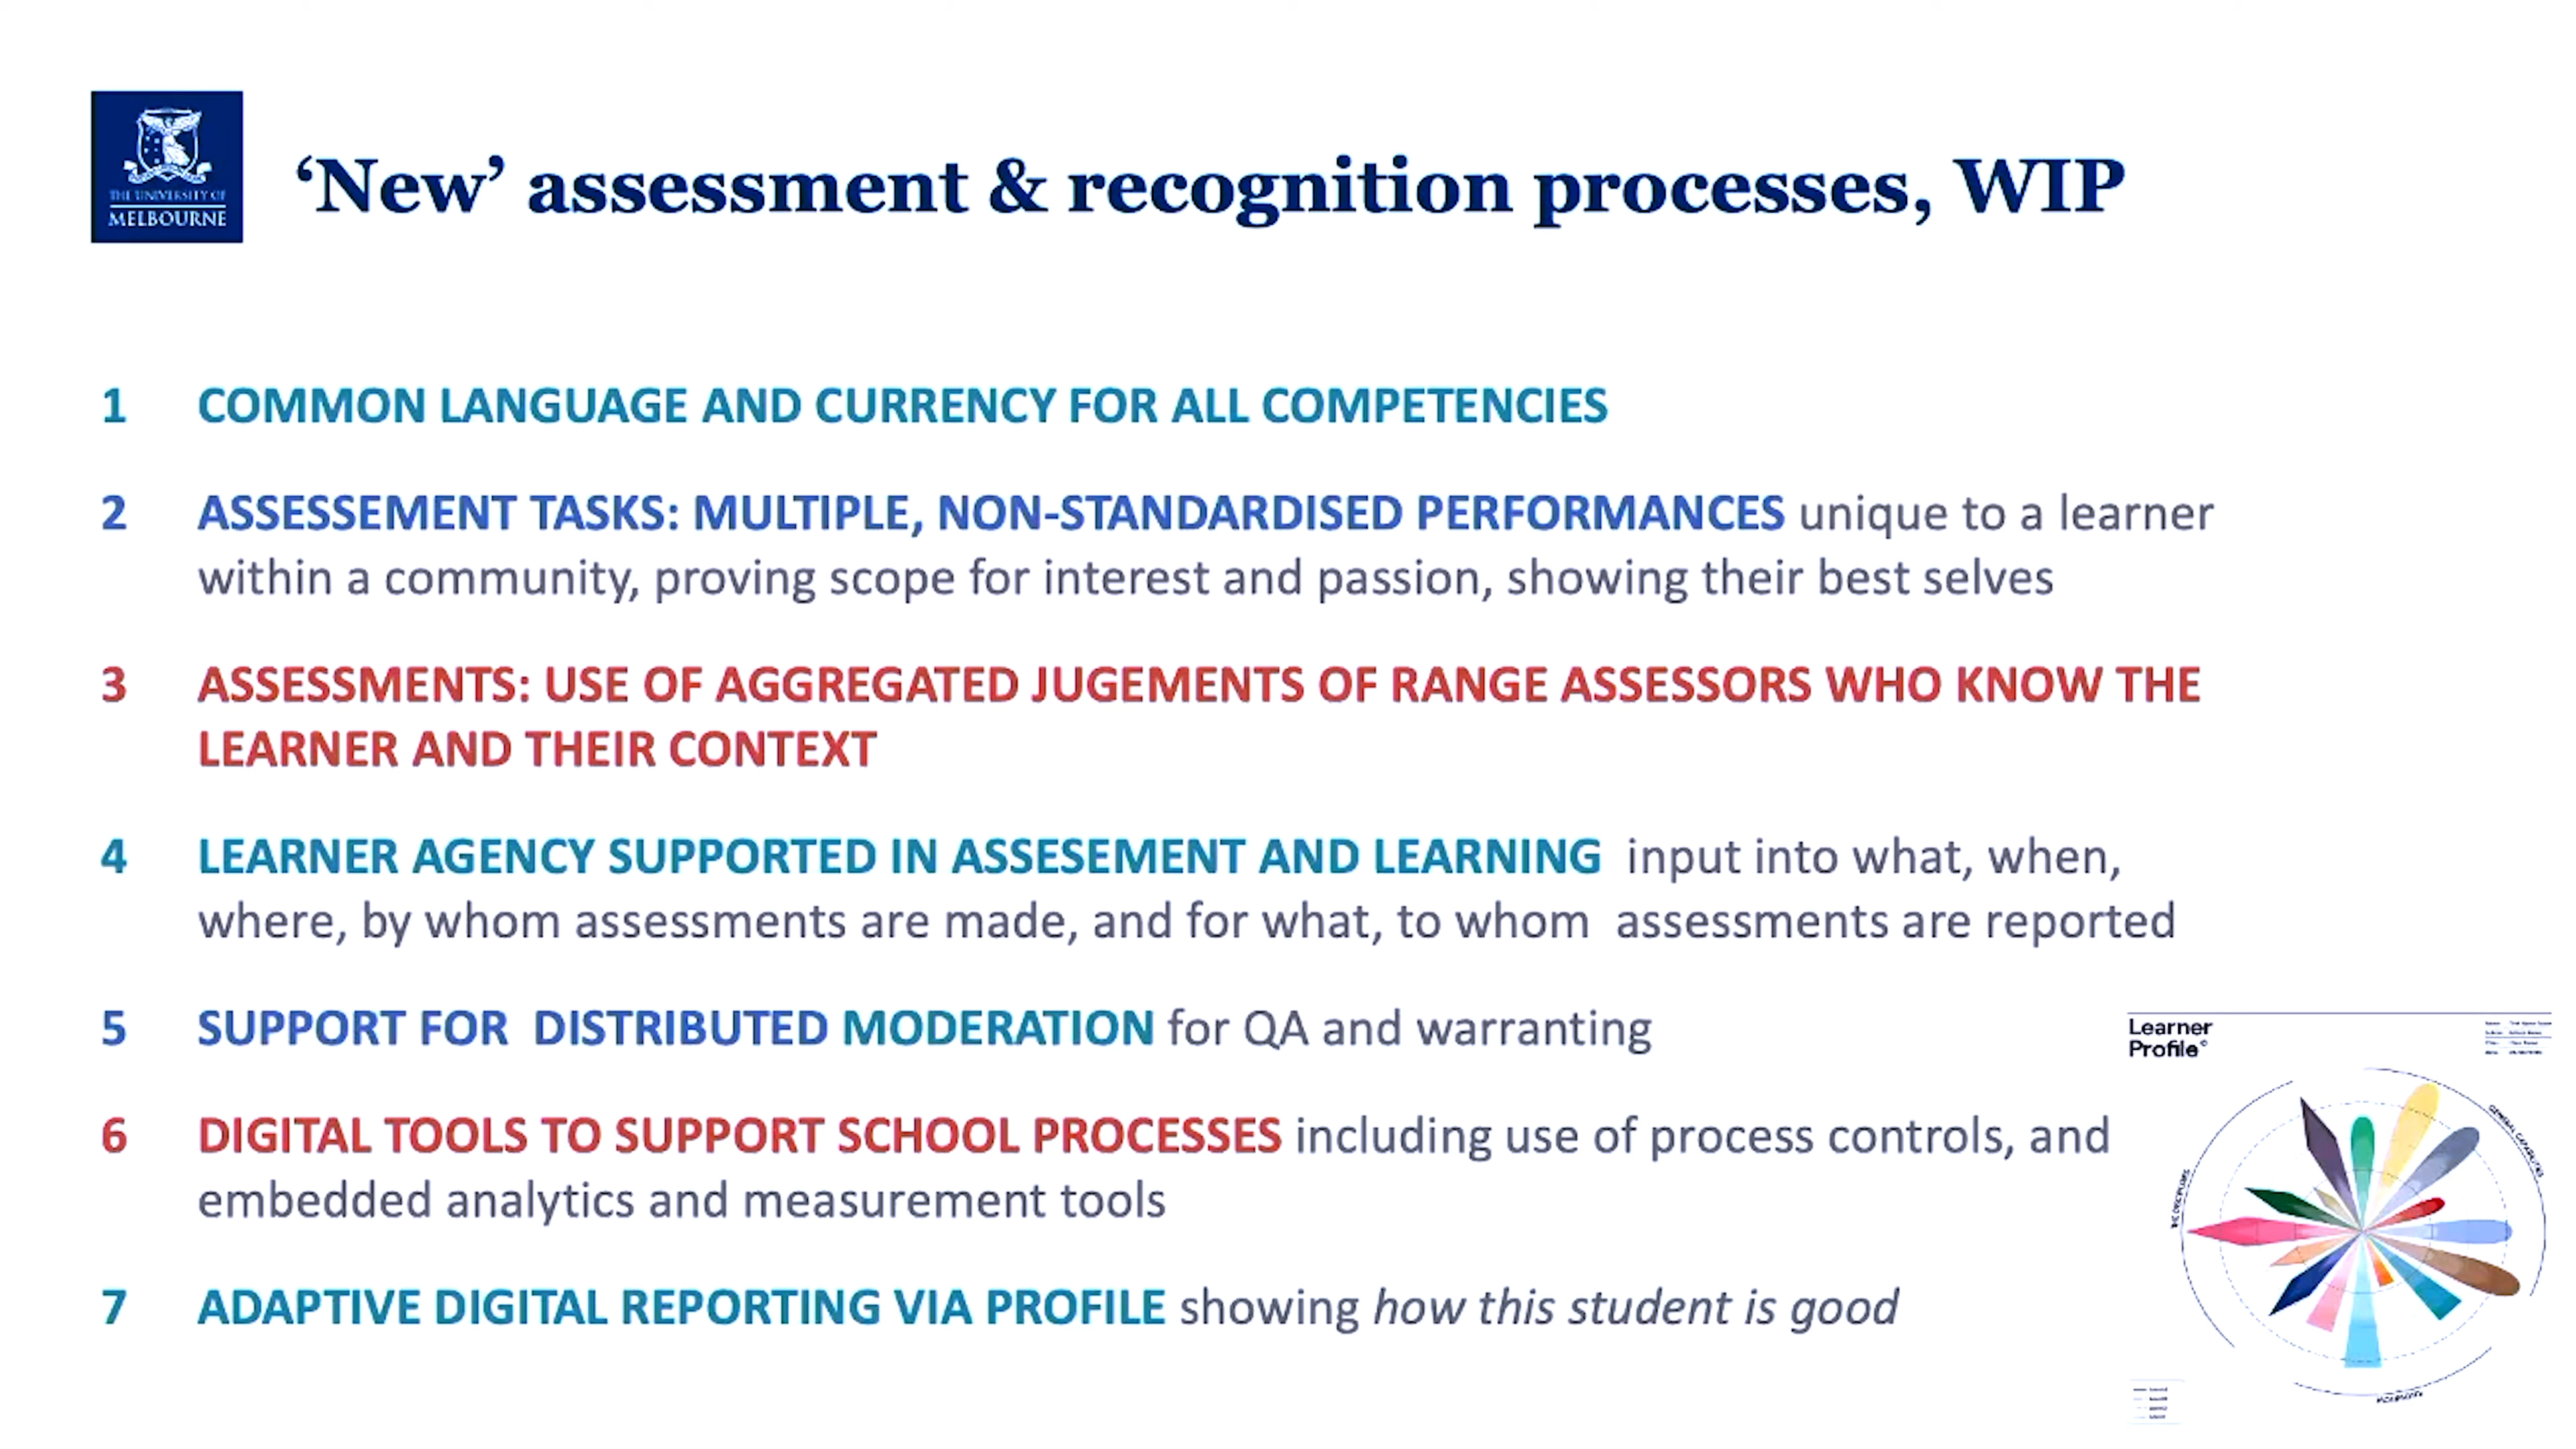 THE UNIVERSITY OF
MELBOURNE
‘New’ assessment & recognition processes, WIP
1 COMMON LANGUAGE AND CURRENCY FOR ALL COMPETENCIES
2 ASSESSEMENT TASKS: MULTIPLE, NON-STANDARDISED PERFORMANCES unique to a learner
within a community, proving scope for interest and passion, showing their best selves
3 ASSESSMENTS: USE OF AGGREGATED JUGEMENTS OF RANGE ASSESSORS WHO KNOW THE
LEARNER AND THEIR CONTEXT
4 LEARNER AGENCY SUPPORTED IN ASSESEMENT AND LEARNING input into what, when,
where, by whom assessments are made, and for what, to whom assessments are reported
5 SUPPORT FOR DISTRIBUTED MODERATION for QA and warranting
6 DIGITAL TOOLS TO SUPPORT SCHOOL PROCESSES including use of process controls, and
embedded analytics and measurement tools
7 ADAPTIVE DIGITAL REPORTING VIA PROFILE showing how this student is good
Learner
Profile©
GENERAL CAPABILITIES
THE DISCIPLINES